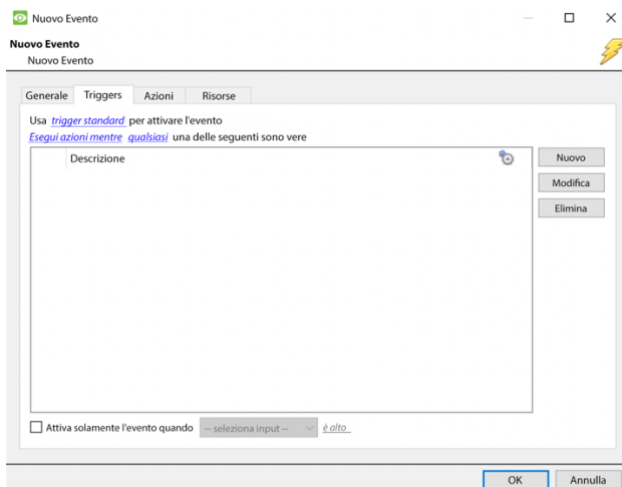 Nuovo Evento
Nuovo Evento
Nuovo Evento
Generale Triggers Azioni Risorse
Usa trigger standard per attivare l'evento
Esegui azioni mentre qualsiasi una delle seguenti sono vere
Descrizione
Nuovo
Modifica
Elimina
Attiva solamente l'evento quando -- seleziona input -- è alto
OK Annulla